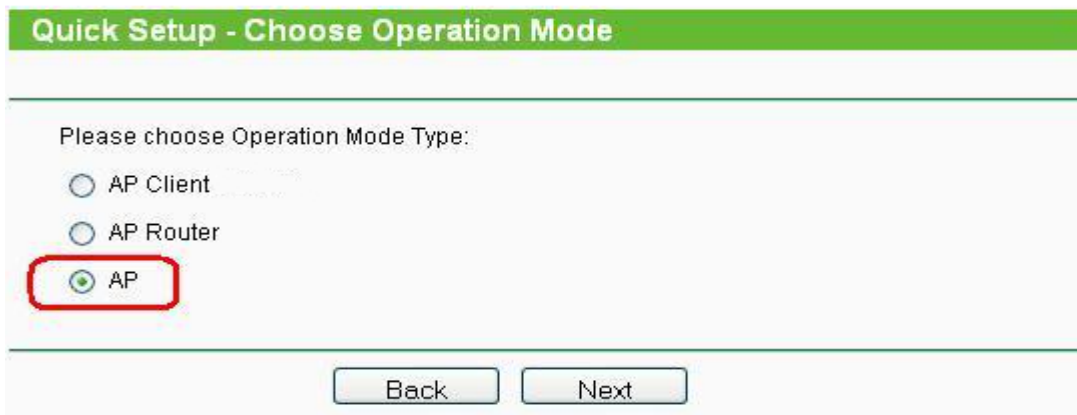 Quick Setup - Choose Operation Mode
Please choose Operation Mode Type:
AP Client
AP Router
AP
Back Next